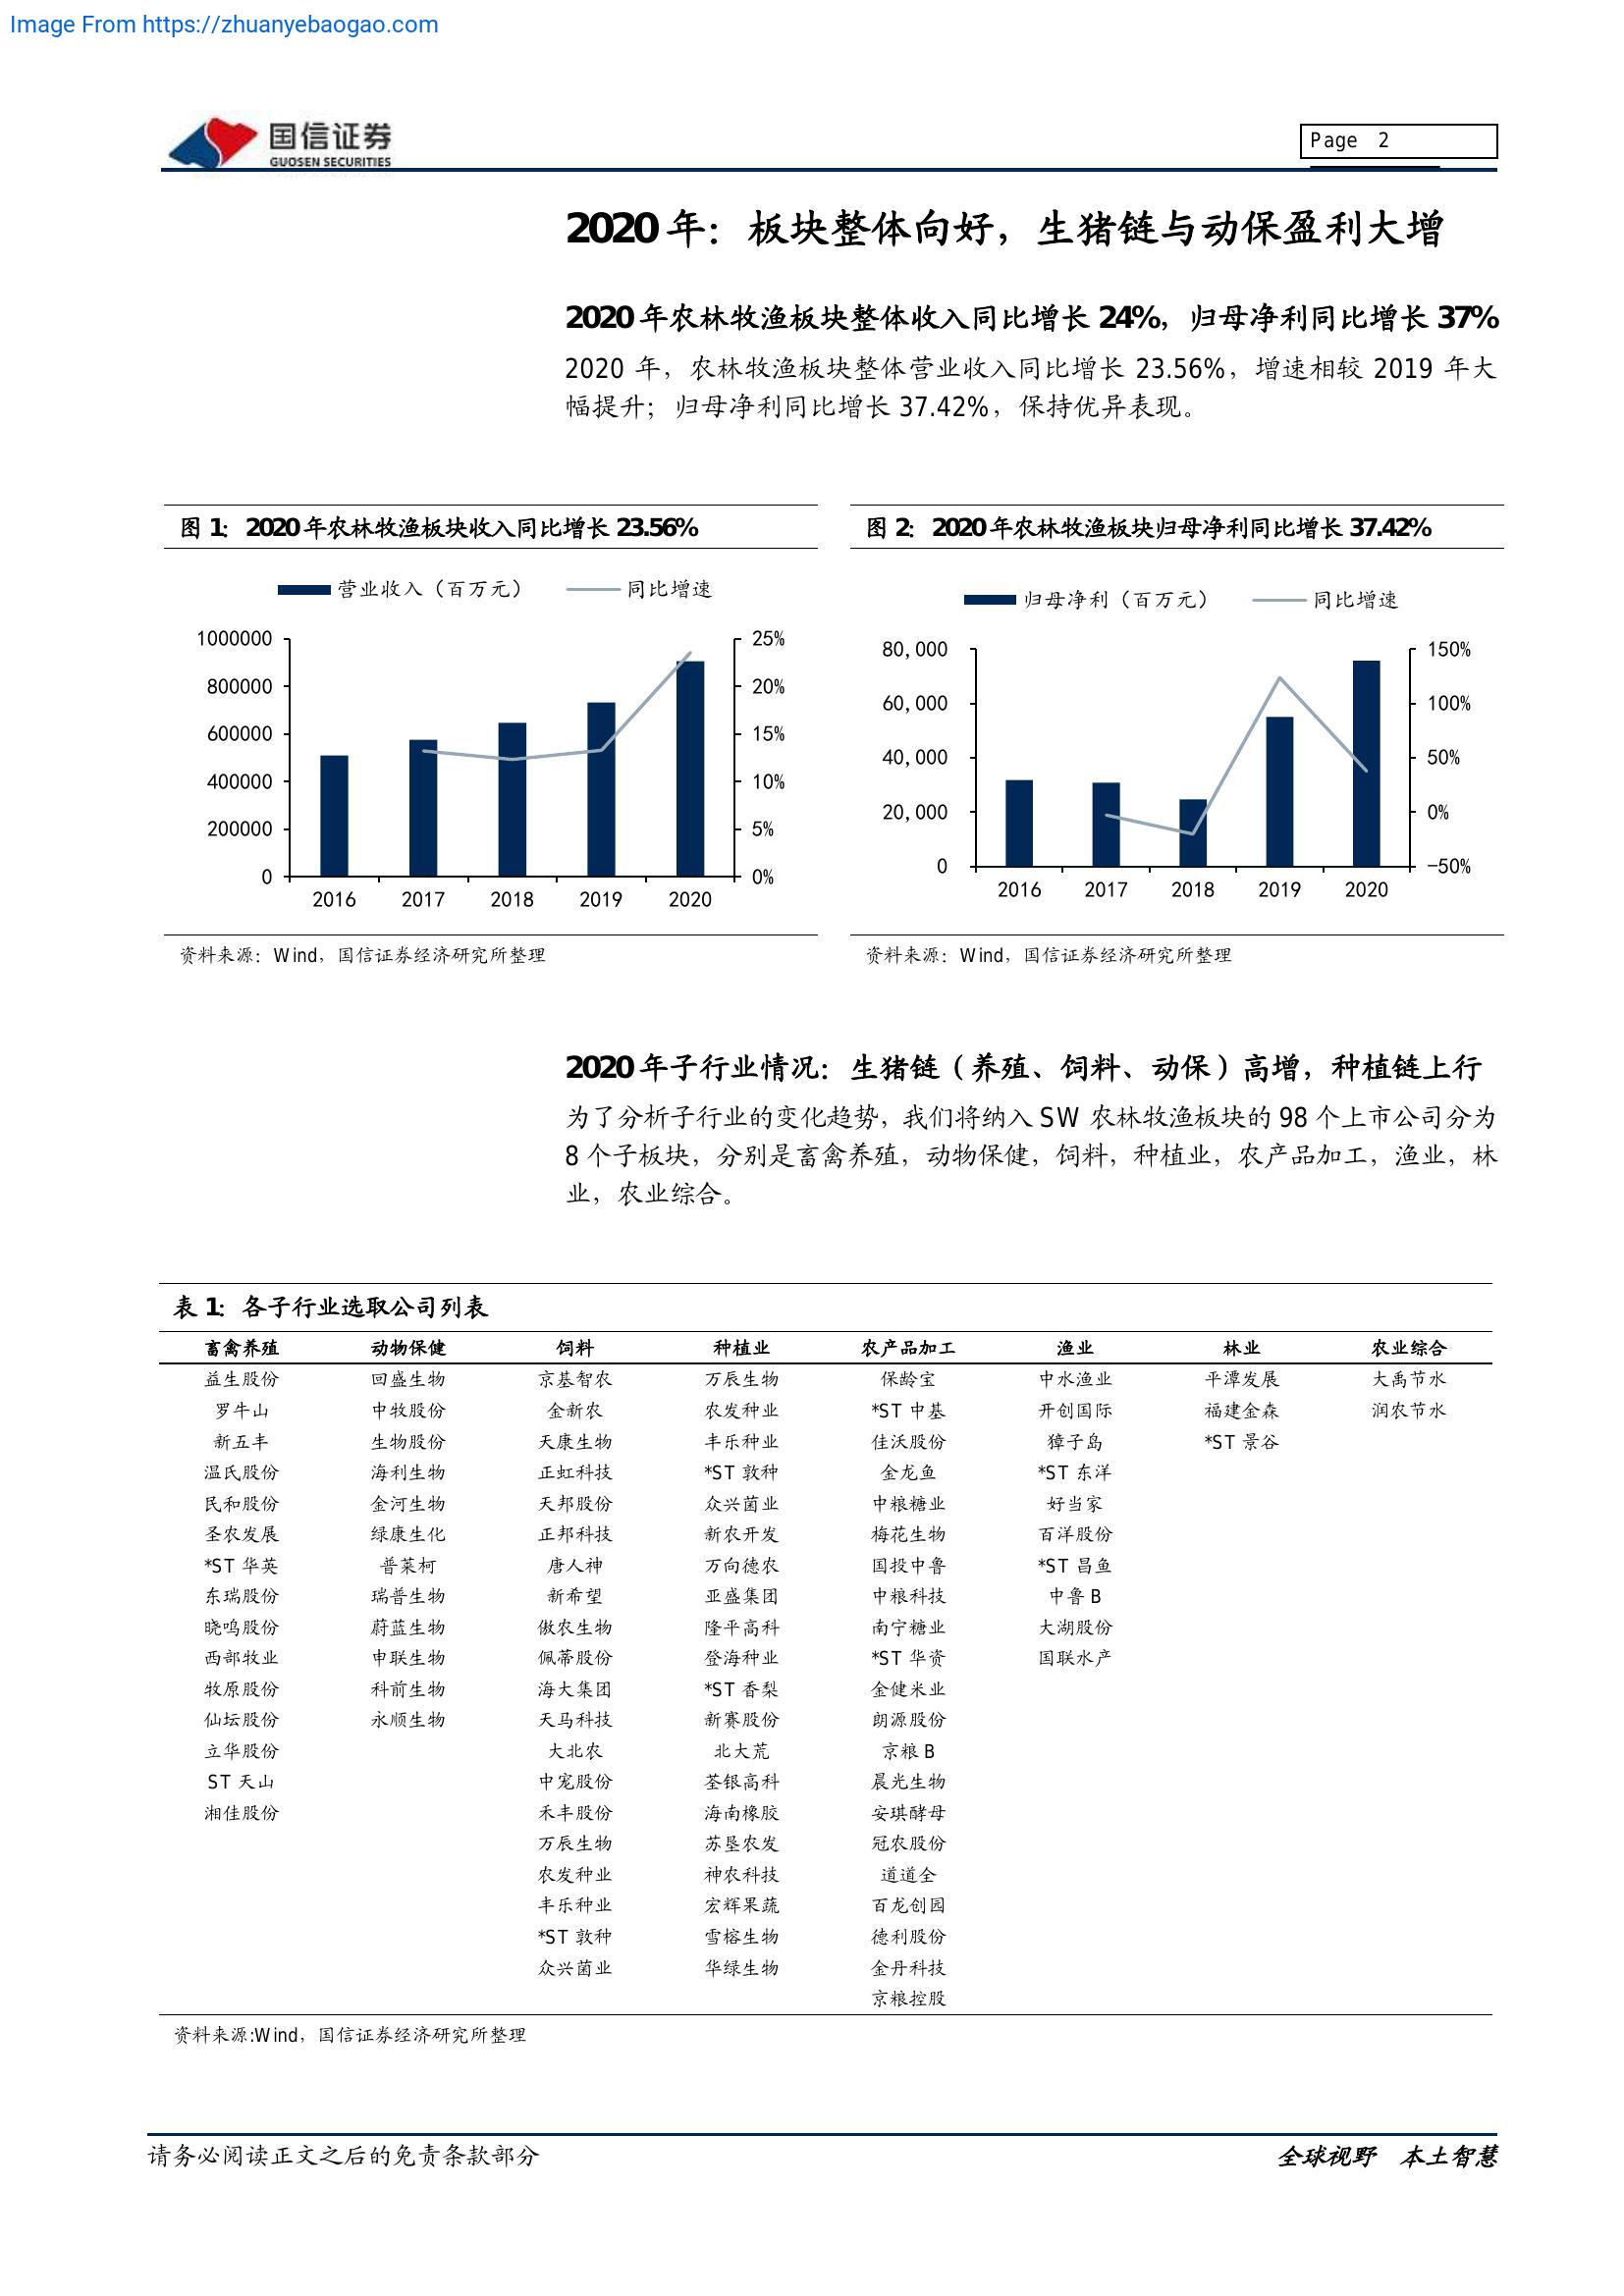 Image From https://zhuanyebaogao.com
国信证券
GUOSEN SECURITIES
Page 2
2020 年：板块整体向好，生猪链与动保盈利大增
2020 年农林牧渔板块整体收入同比增长 24%，归母净利同比增长 37%
2020 年，农林牧渔板块整体营业收入同比增长 23.56%，增速相较 2019 年大
幅提升；归母净利同比增长 37.42%，保持优异表现。
图 1：2020 年农林牧渔板块收入同比增长 23.56%
营业收入（百万元） 同比增速
1000000 25%
800000 20%
600000 15%
400000 10%
200000 5%
0 0%
2016 2017 2018 2019 2020
资料来源：Wind，国信证券经济研究所整理
图 2：2020 年农林牧渔板块归母净利同比增长 37.42%
归母净利（百万元） 同比增速
80,000 150%
60,000 100%
40,000 50%
20,000 0%
0 -50%
2016 2017 2018 2019 2020
资料来源：Wind，国信证券经济研究所整理
2020 年子行业情况：生猪链（养殖、饲料、动保）高增，种植链上行
为了分析子行业的变化趋势，我们将纳入 SW 农林牧渔板块的 98 个上市公司分为
8 个子板块，分别是畜禽养殖，动物保健，饲料，种植业，农产品加工，渔业，林
业，农业综合。
表 1：各子行业选取公司列表
畜禽养殖 动物保健 饲料 种植业 农产品加工 渔业 林业 农业综合
益生股份 回盛生物 京基智农 万辰生物 保龄宝 中水渔业 平潭发展 大禹节水
罗牛山 中牧股份 金新农 农发种业 *ST 中基 开创国际 福建金森 润农节水
新五丰 生物股份 天康生物 丰乐种业 佳沃股份 獐子岛 *ST 景谷
温氏股份 海利生物 正虹科技 *ST 敦种 金龙鱼 *ST 东洋
民和股份 金河生物 天邦股份 众兴菌业 中粮糖业 好当家
圣农发展 绿康生化 正邦科技 新农开发 梅花生物 百洋股份
*ST 华英 普莱柯 唐人神 万向德农 国投中鲁 *ST 昌鱼
东瑞股份 瑞普生物 新希望 亚盛集团 中粮科技 中鲁 B
晓鸣股份 蔚蓝生物 傲农生物 隆平高科 南宁糖业 大湖股份
西部牧业 申联生物 佩蒂股份 登海种业 *ST 华资 国联水产
牧原股份 科前生物 海大集团 *ST 香梨 金健米业
仙坛股份 永顺生物 天马科技 新赛股份 朗源股份
立华股份 大北农 北大荒 京粮 B
ST 天山 中宠股份 荃银高科 晨光生物
湘佳股份 禾丰股份 海南橡胶 安琪酵母
万辰生物 苏垦农发 冠农股份
农发种业 神农科技 道道全
丰乐种业 宏辉果蔬 百龙创园
*ST 敦种 雪榕生物 德利股份
众兴菌业 华绿生物 金丹科技
京粮控股
资料来源:Wind，国信证券经济研究所整理
请务必阅读正文之后的免责条款部分
全球视野 本土智慧